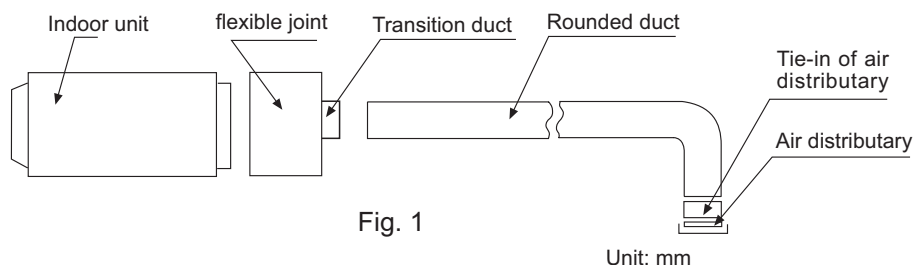 Indoor unit
flexible joint
Transition duct
Rounded duct
Tie-in of air
distributary
Air distributary
Fig. 1
Unit: mm